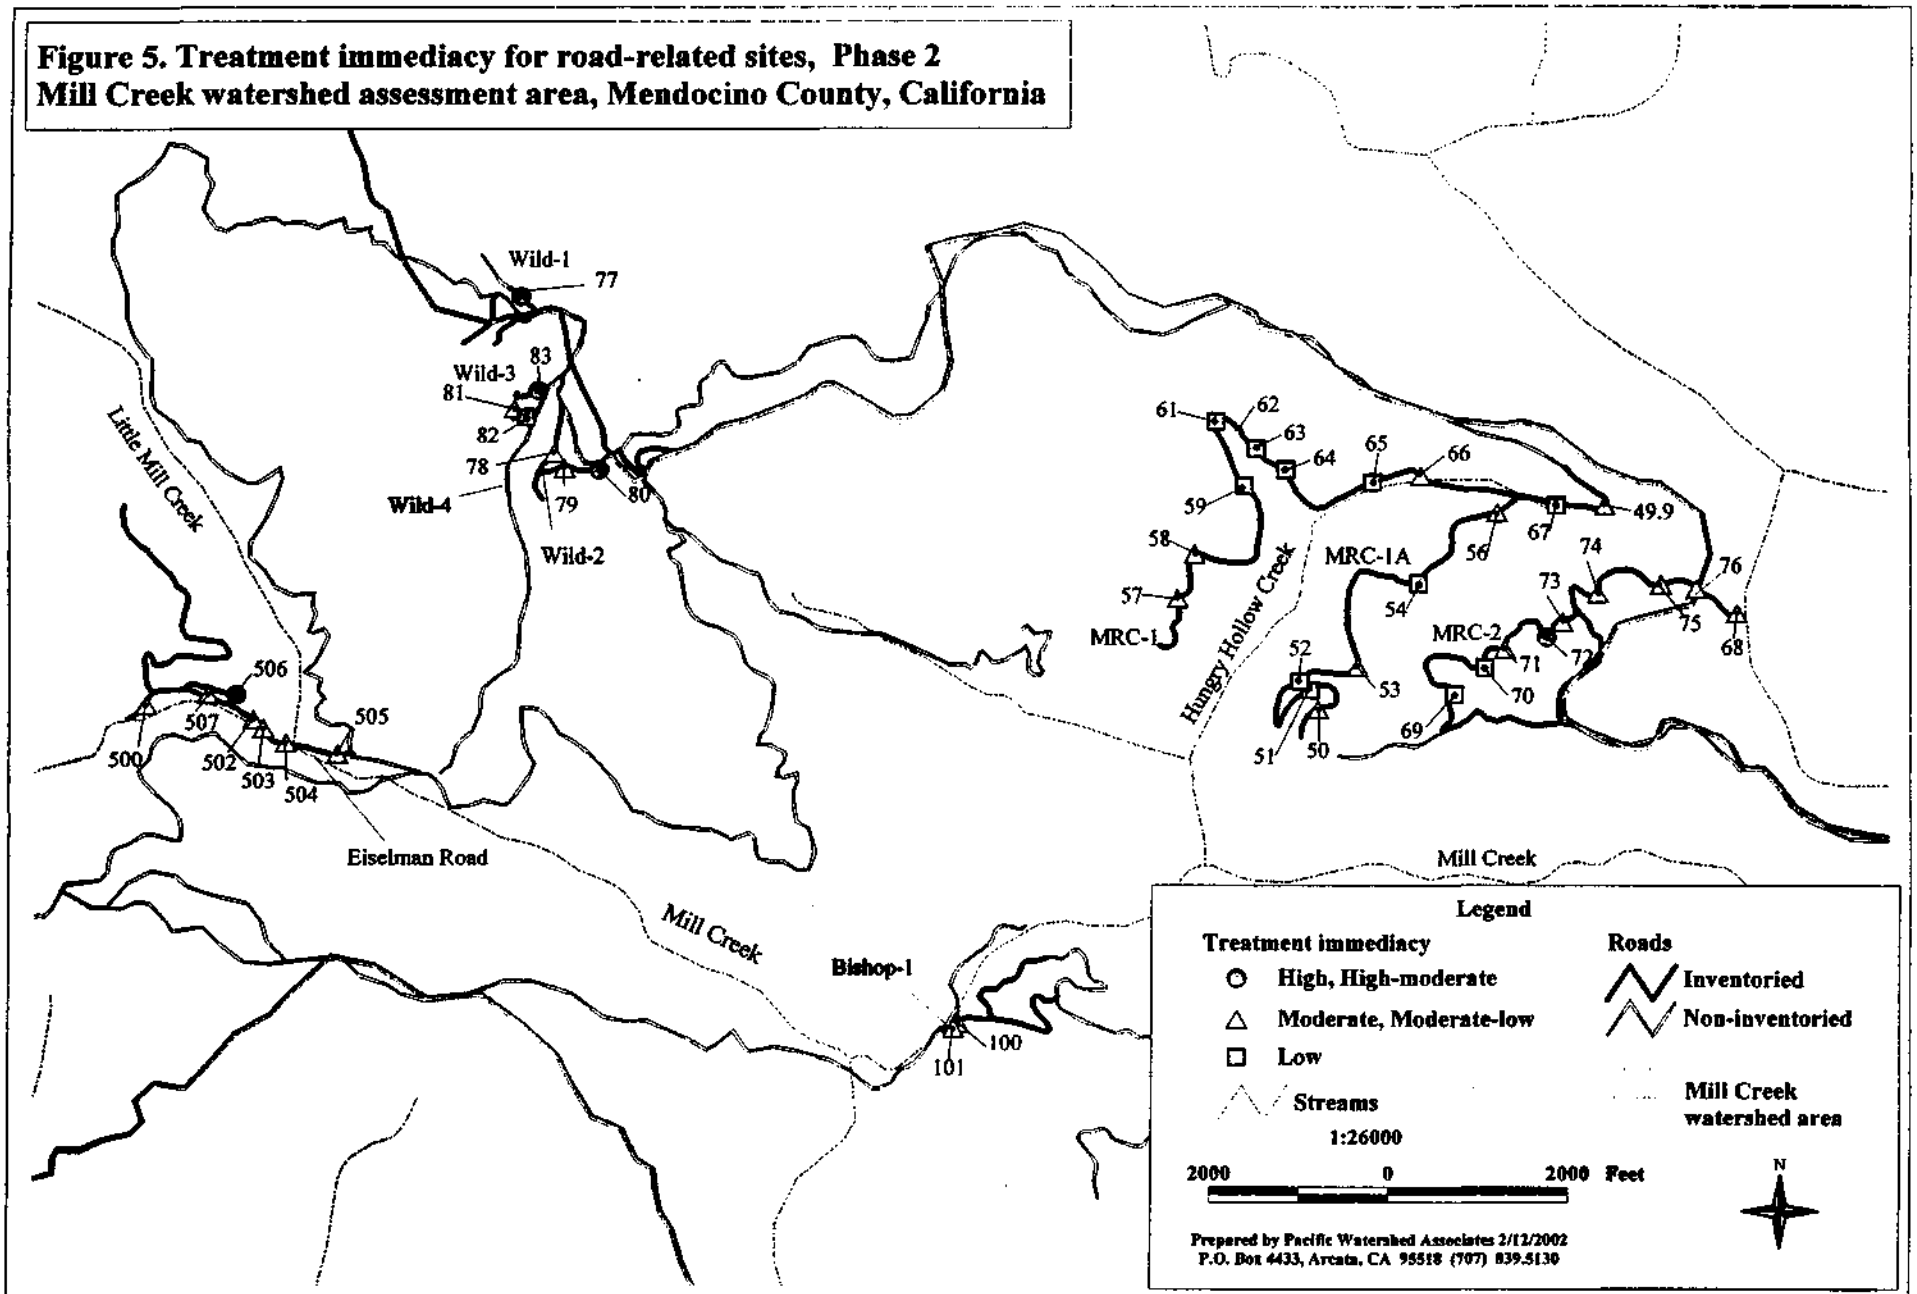 Figure 5. Treatment immediacy for road-related sites, Phase 2
Mill Creek watershed assessment area, Mendocino County, California
Wild-1
77
83
Wild-3
81
82
78
Wild-4
79
80
Wild-2
Little Mill Creek
61
62
63
64
65
66
59
58
57
MRC-1
Hungry Hollow Creek
MRC-1A
56
67
49.9
54
74
73
76
75
68
MRC-2
72
71
70
69
52
53
51
50
506
507
505
500
502
503
504
Eiselman Road
Mill Creek
Mill Creek
Bishop-1
100
101
Legend
Treatment immediacy
High, High-moderate
Moderate, Moderate-low
Low
Streams
Roads
Inventoried
Non-inventoried
Mill Creek
watershed area
1:26000
2000 0 2000 Feet
N
Prepared by Pacific Watershed Associates 2/12/2002
P.O. Box 4433, Arcata, CA 95518 (707) 839.5130